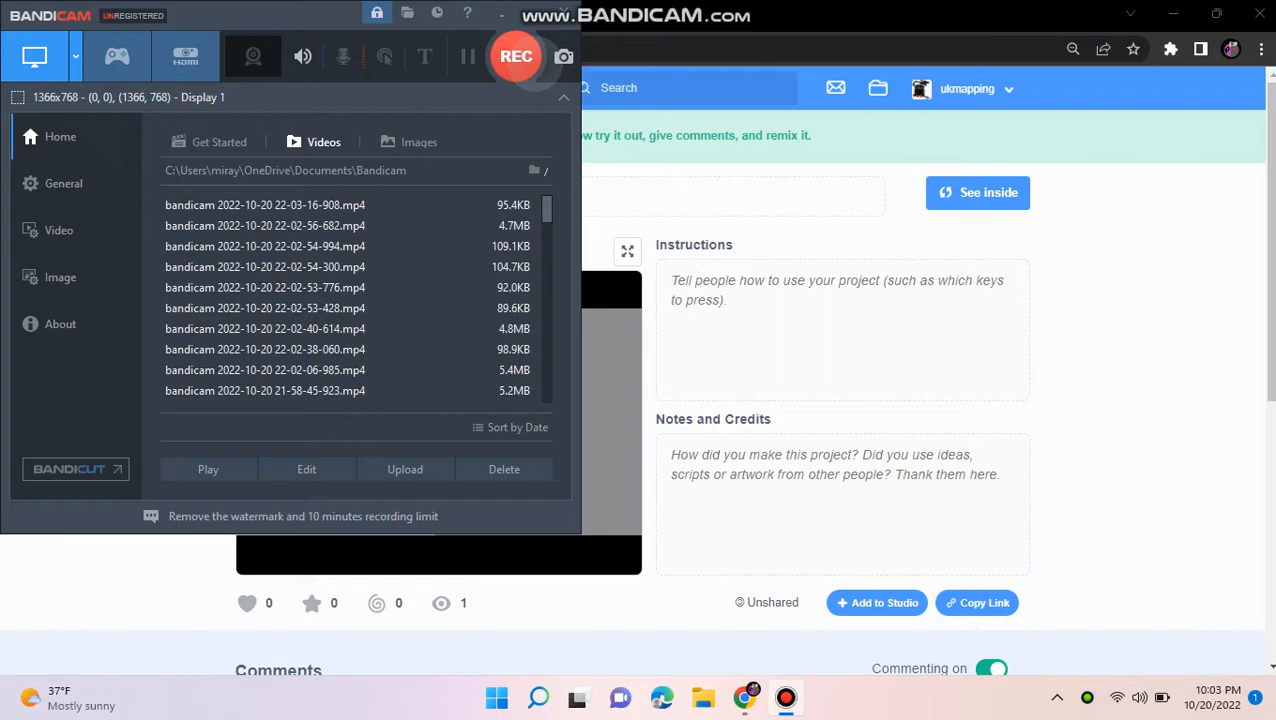 BANDICAM UNREGISTERED
www.BANDICAM.com
HDMI
REC
1366x768 - (0, 0), (1366, 768) - Display 1
Home
General
Video
Image
About
BANDICUT
Get Started
Videos
Images
C:\Users\miray\OneDrive\Documents\Bandicam
/
bandicam 2022-10-20 22-03-16-908.mp4 95.4KB
bandicam 2022-10-20 22-02-56-682.mp4 4.7MB
bandicam 2022-10-20 22-02-54-994.mp4 109.1KB
bandicam 2022-10-20 22-02-54-300.mp4 104.7KB
bandicam 2022-10-20 22-02-53-776.mp4 92.0KB
bandicam 2022-10-20 22-02-53-428.mp4 89.6KB
bandicam 2022-10-20 22-02-40-614.mp4 4.8MB
bandicam 2022-10-20 22-02-38-060.mp4 98.9KB
bandicam 2022-10-20 22-02-06-985.mp4 5.4MB
bandicam 2022-10-20 21-58-45-923.mp4 5.2MB
Sort by Date
Play Edit Upload Delete
Remove the watermark and 10 minutes recording limit
Search
ukmapping
try it out, give comments, and remix it.
See inside
Instructions
Tell people how to use your project (such as which keys
to press).
Notes and Credits
How did you make this project? Did you use ideas,
scripts or artwork from other people? Thank them here.
0 0 0 1
Unshared
Add to Studio
Copy Link
Comments
Commenting on
37°F
Mostly sunny
10:03 PM
10/20/2022
1